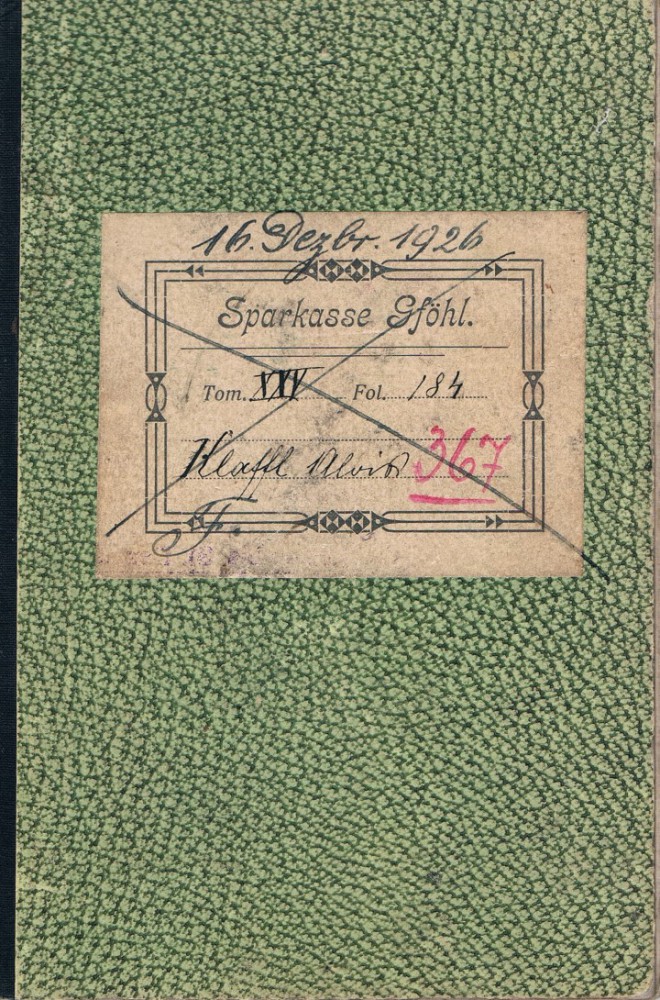 16. Dezbr. 1926
Sparkasse Gföhl.
Tom. XXV Fol. 184
Klaffl Alois 367
F.